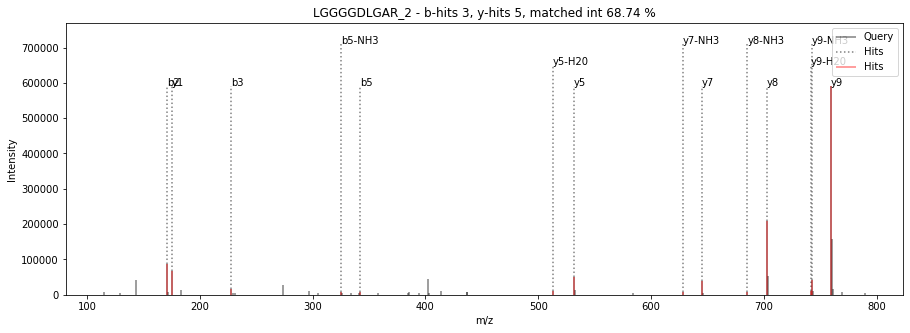 LGGGGDLGAR_2 - b-hits 3, y-hits 5, matched int 68.74 %
b5-NH3 y7-NH3 y8-NH3 y9-NH3
Query
Hits
Hits
y5-H20 y9-H20
b2 y1 b3 b5 y5 y7 y8 y9
700000
600000
500000
400000
300000
200000
100000
0
Intensity
100 200 300 400 500 600 700 800
m/z